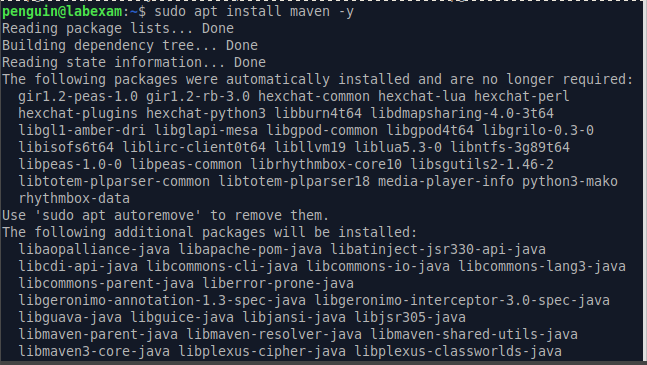 penguin@labexam:~$ sudo apt install maven -y
Reading package lists... Done
Building dependency tree... Done
Reading state information... Done
The following packages were automatically installed and are no longer required:
  gir1.2-peas-1.0 gir1.2-rb-3.0 hexchat-common hexchat-lua hexchat-perl
  hexchat-plugins hexchat-python3 libburn4t64 libdmapsharing-4.0-3t64
  libgl1-amber-dri libglapi-mesa libgpod-common libgpod4t64 libgrilo-0.3-0
  libisofs6t64 liblirc-client0t64 libllvm19 liblua5.3-0 libntfs-3g89t64
  libpeas-1.0-0 libpeas-common librhythmbox-core10 libsgutils2-1.46-2
  libtotem-plparser-common libtotem-plparser18 media-player-info python3-mako
  rhythmbox-data
Use 'sudo apt autoremove' to remove them.
The following additional packages will be installed:
  libaopalliance-java libapache-pom-java libatinject-jsr330-api-java
  libcdi-api-java libcommons-cli-java libcommons-io-java libcommons-lang3-java
  libcommons-parent-java liberror-prone-java
  libgeronimo-annotation-1.3-spec-java libgeronimo-interceptor-3.0-spec-java
  libguava-java libguice-java libjansi-java libjsr305-java
  libmaven-parent-java libmaven-resolver-java libmaven-shared-utils-java
  libmaven3-core-java libplexus-cipher-java libplexus-classworlds-java